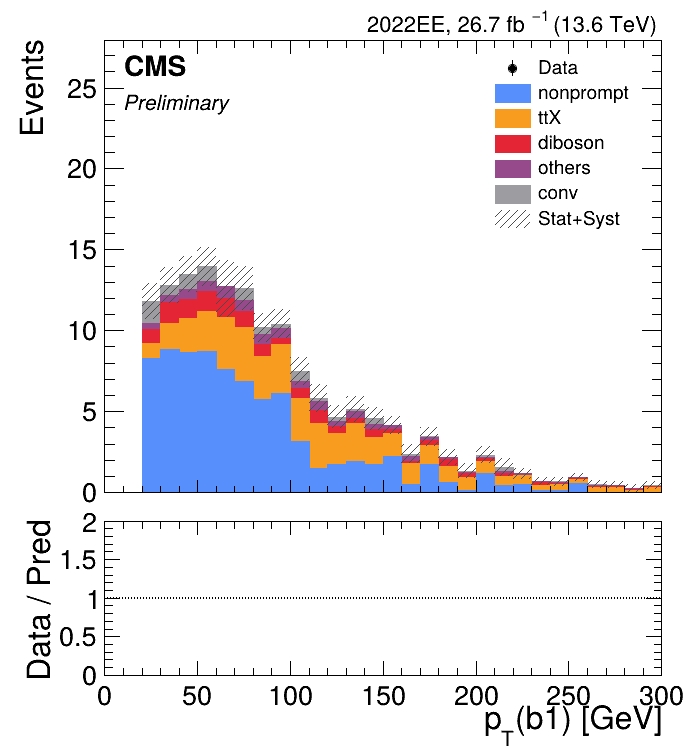 2022EE, 26.7 fb⁻¹ (13.6 TeV)
CMS
Preliminary
Events
Data
nonprompt
ttX
diboson
others
conv
Stat+Syst
25
20
15
10
5
0
Data / Pred
2
1.5
1
0.5
0
0 50 100 150 200 250 300
p_T(b1) [GeV]